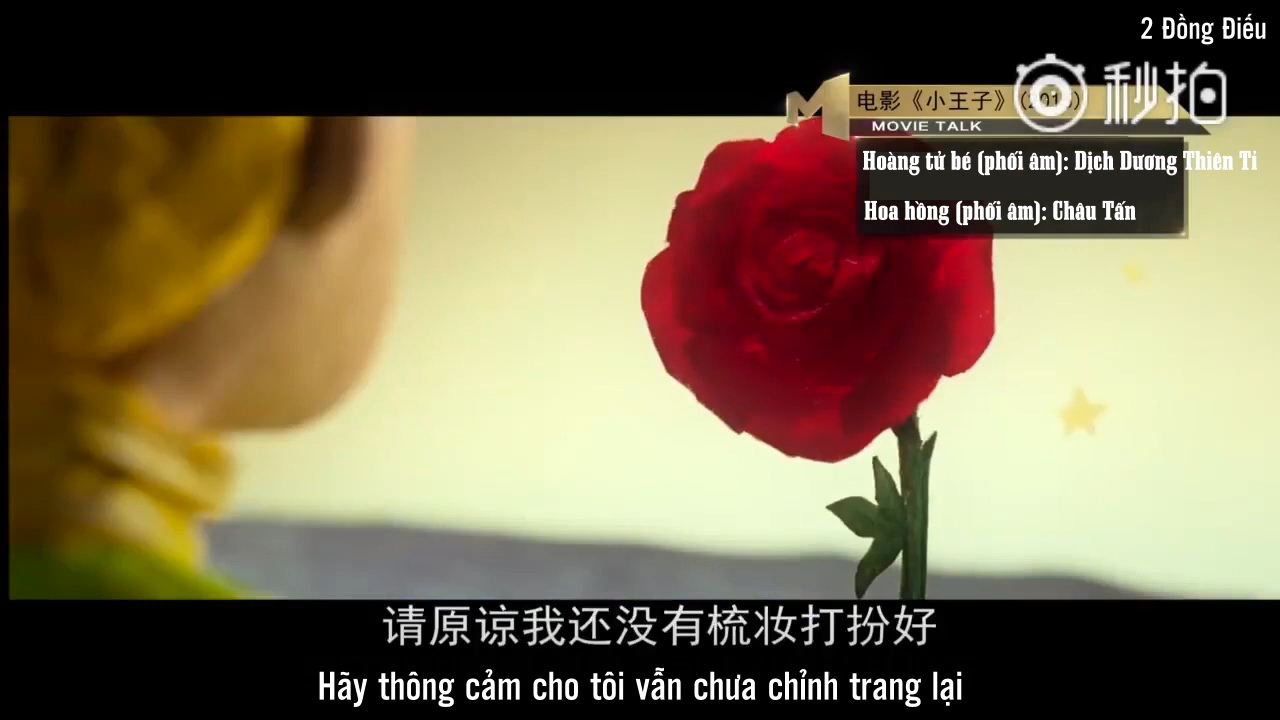 2 Đồng Điếu
秒拍
电影《小王子》
MOVIE TALK
Hoàng tử bé (phối âm): Dịch Dương Thiên Tỉ
Hoa hồng (phối âm): Châu Tấn
请原谅我还没有梳妆打扮好
Hãy thông cảm cho tôi vẫn chưa chỉnh trang lại